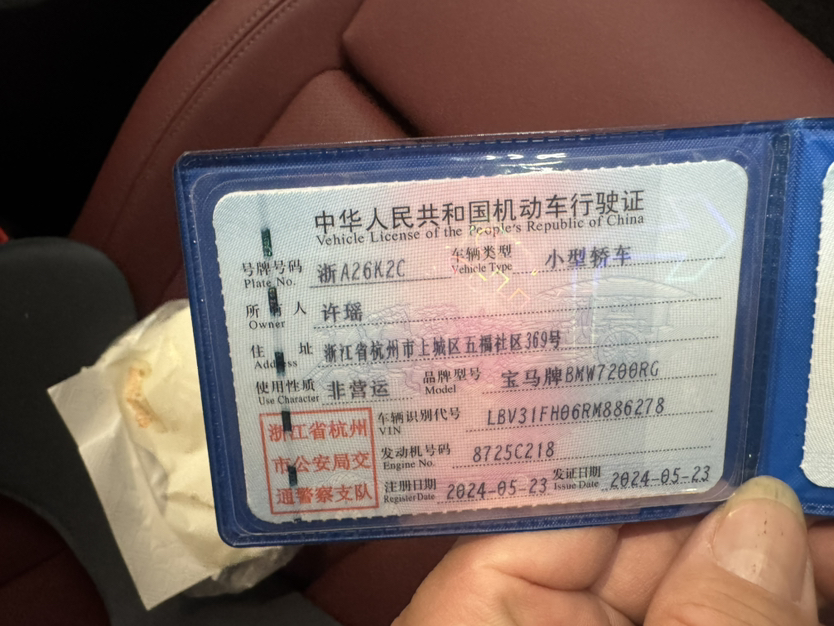 中华人民共和国机动车行驶证
Vehicle License of the People's Republic of China
号牌号码 浙A26K2C 车辆类型 小型轿车
Plate No. Vehicle Type
所有人 许瑶
Owner
住址 浙江省杭州市上城区五福社区369号
Address
使用性质 非营运 品牌型号 宝马牌BMW7200RG
Use Character Model
浙江省杭州
市公安局交
通警察支队
车辆识别代号 LBV31FH06RM886278
VIN
发动机号码 8725C218
Engine No.
注册日期 2024-05-23 发证日期 2024-05-23
Register Date Issue Date